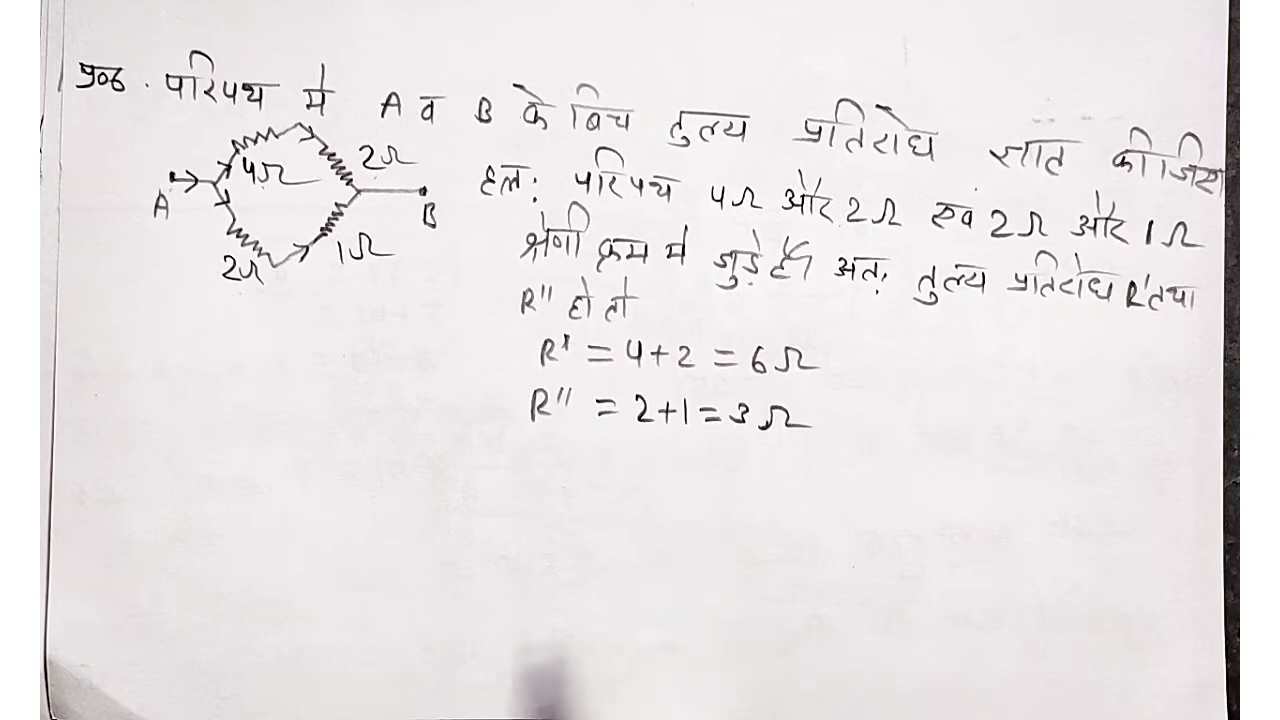 प्र०6. परिपथ मे A व B के बिच तुल्य प्रतिरोध ज्ञात कीजिए
4Ω 2Ω
A B
2Ω 1Ω
हल: परिपथ 4Ω और 2Ω एवं 2Ω और 1Ω
श्रेणी क्रम मे जुड़े हैं। अतः तुल्य प्रतिरोध R' तथा
R'' हो तो
R' = 4+2 = 6Ω
R'' = 2+1 = 3Ω